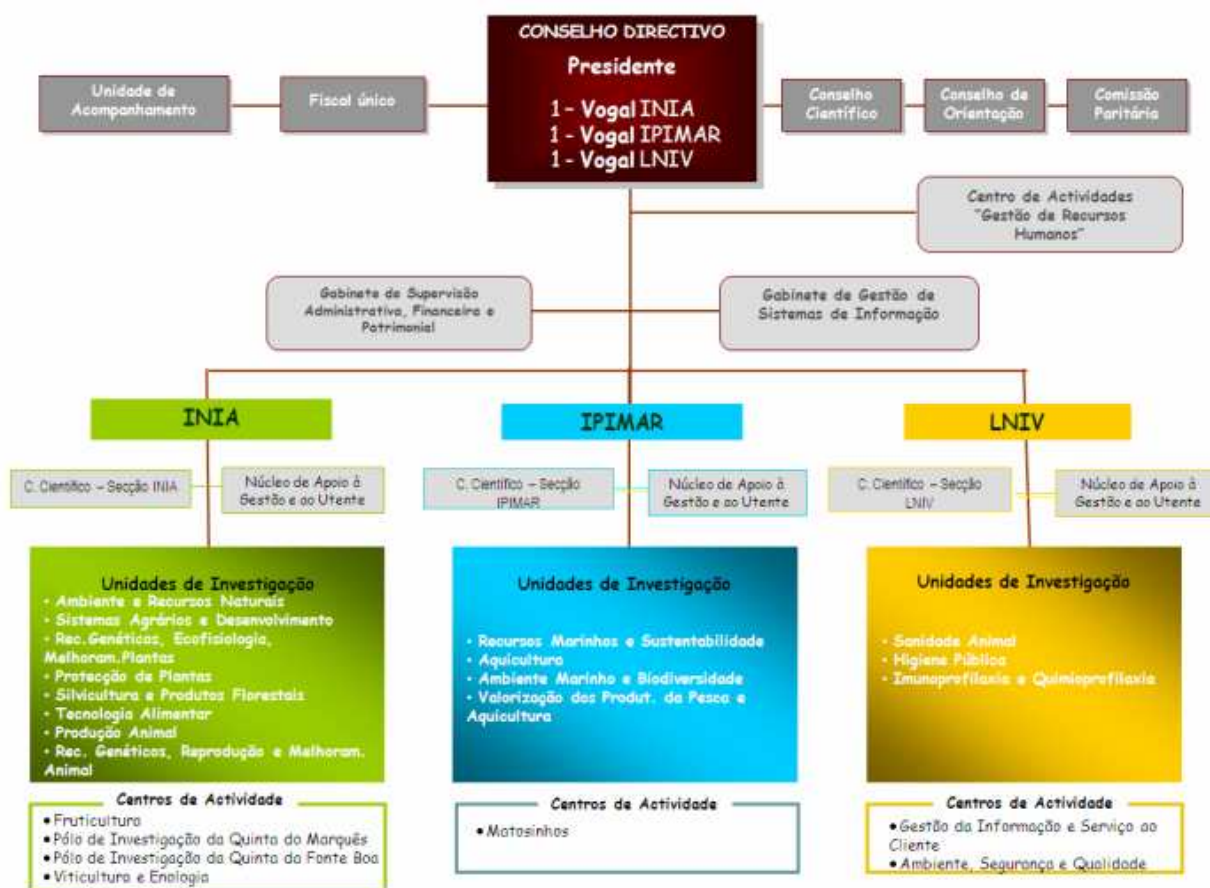 CONSELHO DIRECTIVO
Presidente
1 - Vogal INIA
1 - Vogal IPIMAR
1 - Vogal LNIV
Unidade de
Acompanhamento
Fiscal único
Conselho
Científico
Conselho de
Orientação
Comissão
Paritária
Centro de Actividades
"Gestão de Recursos
Humanos"
Gabinete de Supervisão
Administrativa, Financeira e
Patrimonial
Gabinete de Gestão de
Sistemas de Informação
INIA
IPIMAR
LNIV
C. Científico – Secção INIA
Núcleo de Apoio à
Gestão e ao Utente
C. Científico – Secção
IPIMAR
Núcleo de Apoio à
Gestão e ao Utente
C. Científico – Secção
LNIV
Núcleo de Apoio à
Gestão e ao Utente
Unidades de Investigação
• Ambiente e Recursos Naturais
• Sistemas Agrários e Desenvolvimento
• Rec.Genéticos, Ecofisiologia,
Melhoram.Plantas
• Protecção de Plantas
• Silvicultura e Produtos Florestais
• Tecnologia Alimentar
• Produção Animal
• Rec. Genéticos, Reprodução e Melhoram.
Animal
Unidades de Investigação
• Recursos Marinhos e Sustentabilidade
• Aquicultura
• Ambiente Marinho e Biodiversidade
• Valorização dos Produt. da Pesca e
Aquicultura
Unidades de Investigação
• Sanidade Animal
• Higiene Pública
• Imunoprofilaxia e Quimioprofilaxia
Centros de Actividade
• Fruticultura
• Pólo de Investigação da Quinta do Marquês
• Pólo de Investigação da Quinta da Fonte Boa
• Viticultura e Enologia
Centros de Actividade
• Matosinhos
Centros de Actividade
• Gestão da Informação e Serviço ao
Cliente
• Ambiente, Segurança e Qualidade